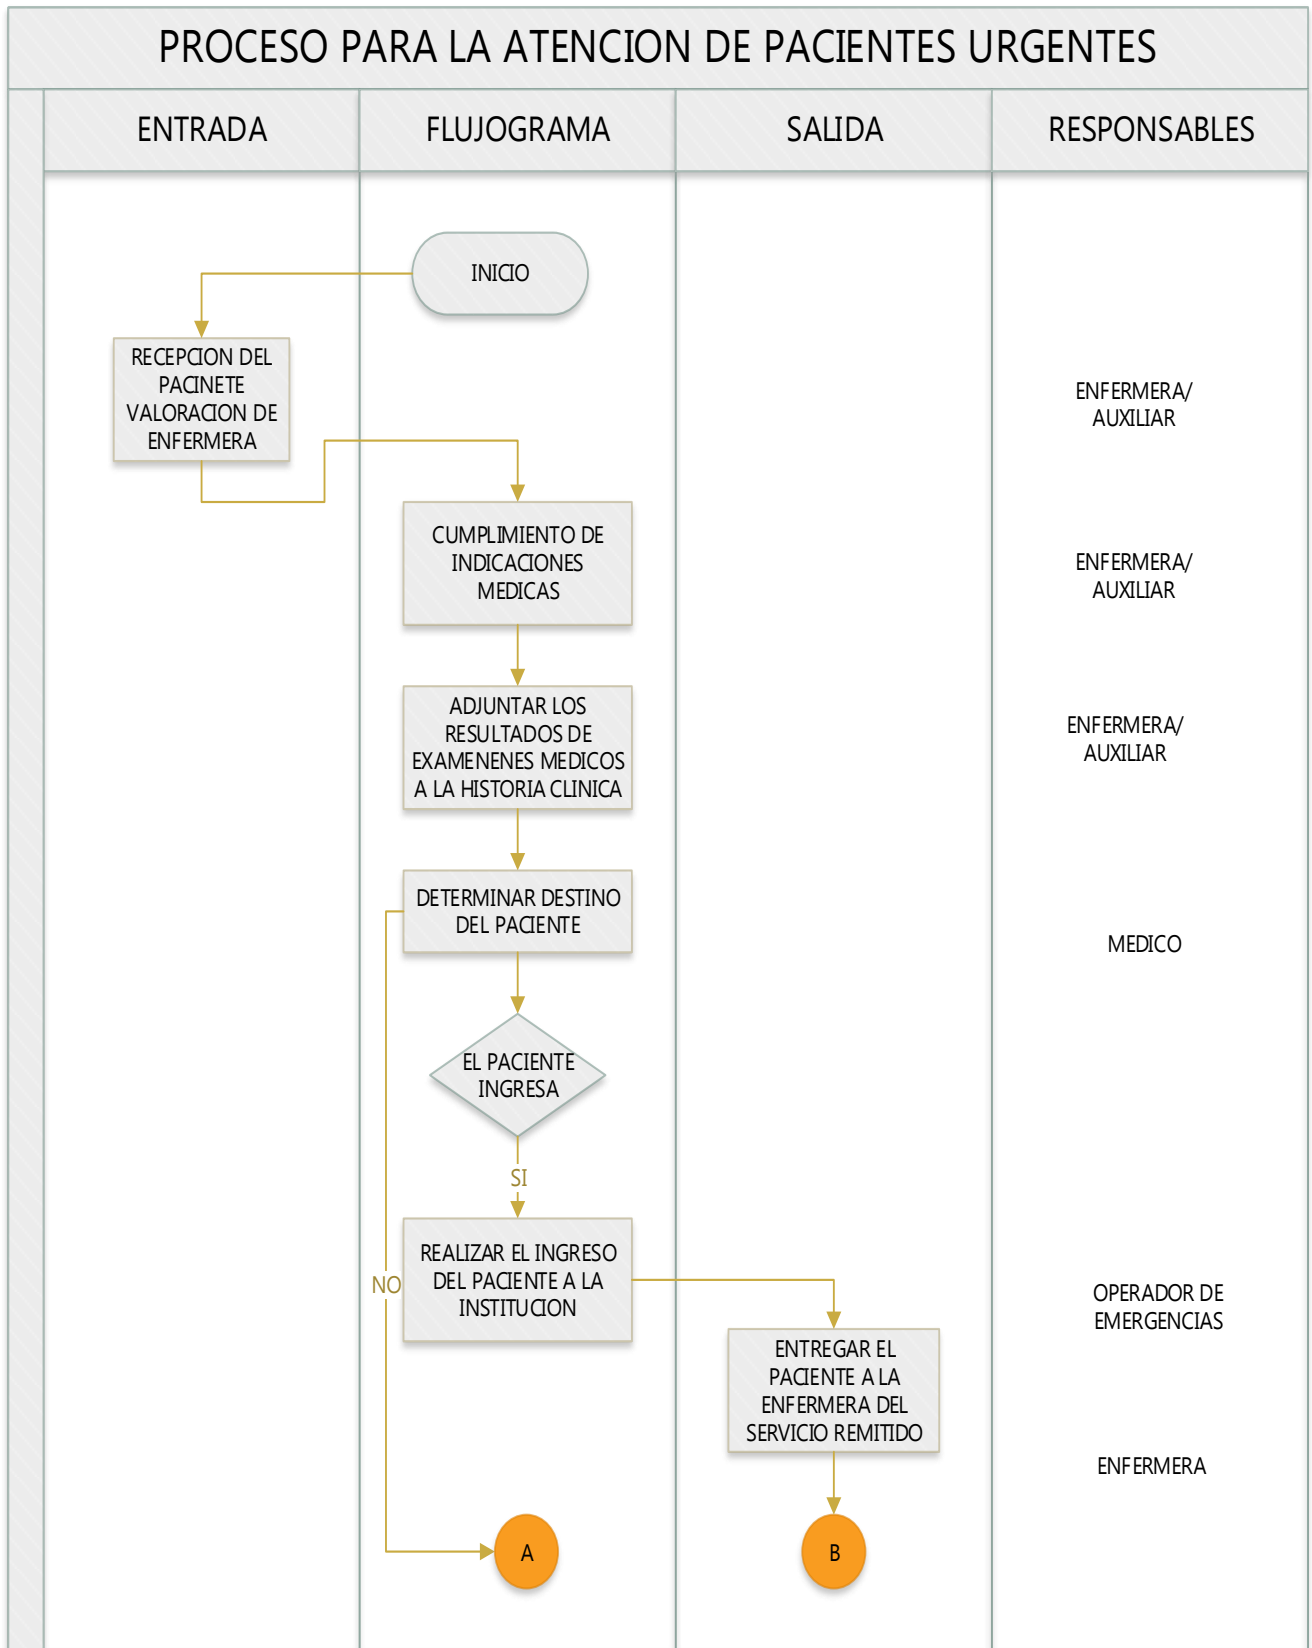 PROCESO PARA LA ATENCION DE PACIENTES URGENTES
ENTRADA
FLUJOGRAMA
SALIDA
RESPONSABLES
INICIO
RECEPCION DEL
PACINETE
VALORACION DE
ENFERMERA
ENFERMERA/
AUXILIAR
CUMPLIMIENTO DE
INDICACIONES
MEDICAS
ENFERMERA/
AUXILIAR
ADJUNTAR LOS
RESULTADOS DE
EXAMENENES MEDICOS
A LA HISTORIA CLINICA
ENFERMERA/
AUXILIAR
DETERMINAR DESTINO
DEL PACIENTE
MEDICO
EL PACIENTE
INGRESA
SI
NO
REALIZAR EL INGRESO
DEL PACIENTE A LA
INSTITUCION
OPERADOR DE
EMERGENCIAS
ENTREGAR EL
PACIENTE A LA
ENFERMERA DEL
SERVICIO REMITIDO
ENFERMERA
A
B